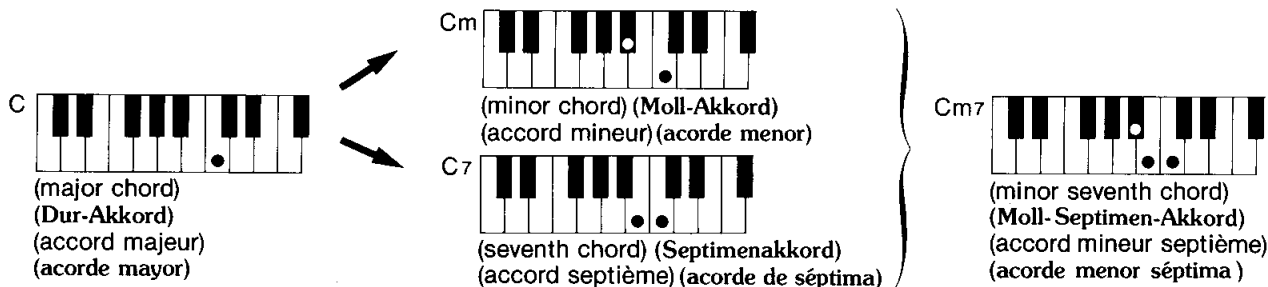 C
(major chord)
(Dur-Akkord)
(accord majeur)
(acorde mayor)
Cm
(minor chord) (Moll-Akkord)
(accord mineur) (acorde menor)
C7
(seventh chord) (Septimenakkord)
(accord septième) (acorde de séptima)
Cm7
(minor seventh chord)
(Moll-Septimen-Akkord)
(accord mineur septième)
(acorde menor séptima )